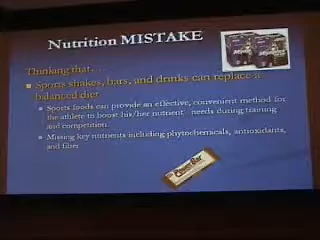 Nutrition MISTAKE
Thinking that…
Sports shakes, bars, and drinks can replace a
balanced diet
Sports foods can provide an effective, convenient method for
the athlete to boost his/her nutrient needs during training
and competition.
Missing key nutrients including phytochemicals, antioxidants,
and fiber